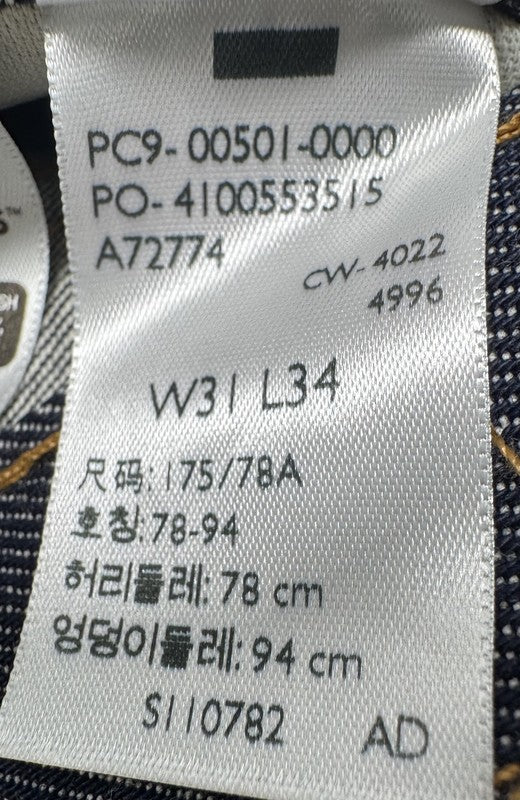 PC9-00501-0000
PO-4100553515
A72774
CW-4022
4996
W31 L34
尺码: 175/78A
호칭: 78-94
허리둘레: 78 cm
엉덩이둘레: 94 cm
S110782 AD